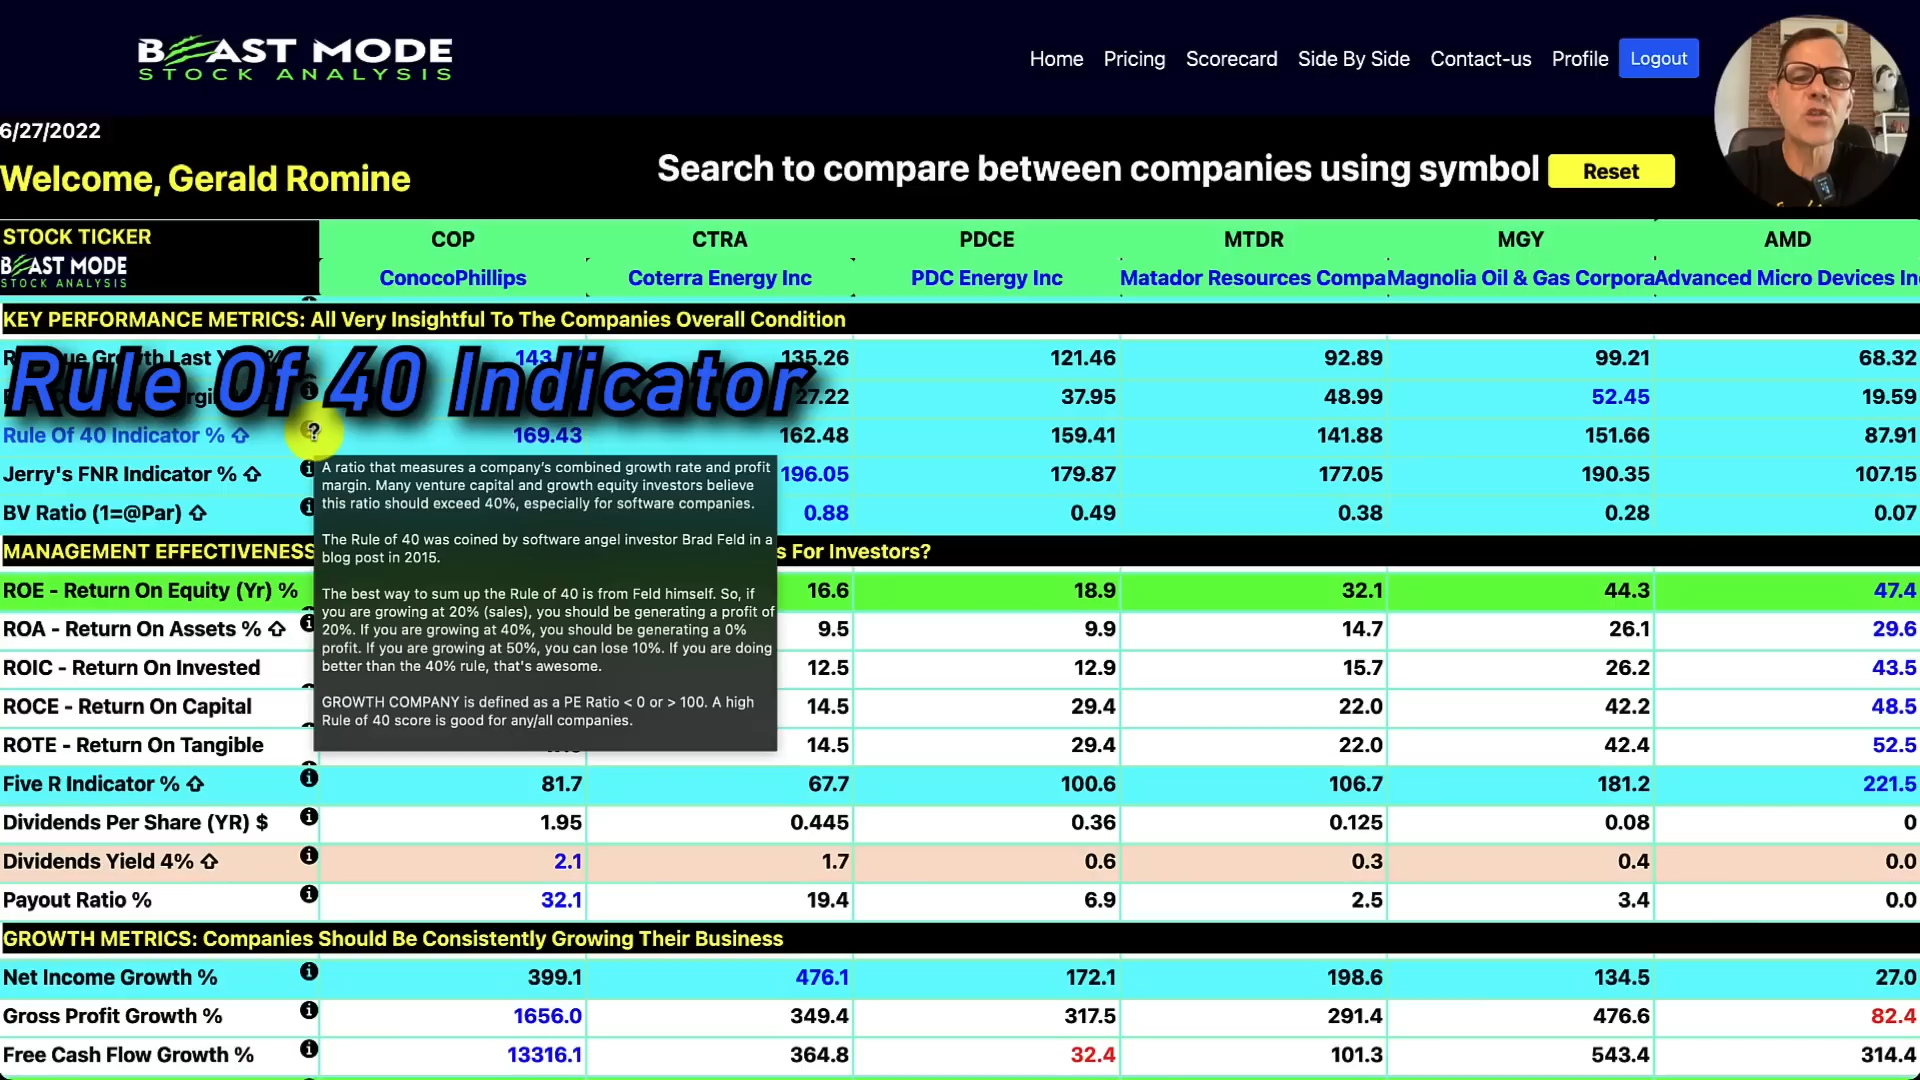 BEAST MODE
STOCK ANALYSIS
Home Pricing Scorecard Side By Side Contact-us Profile Logout
6/27/2022
Welcome, Gerald Romine
Search to compare between companies using symbol Reset
STOCK TICKER COP CTRA PDCE MTDR MGY AMD
BEAST MODE
STOCK ANALYSIS
ConocoPhillips Coterra Energy Inc PDC Energy Inc Matador Resources Compa Magnolia Oil & Gas Corpora Advanced Micro Devices In
KEY PERFORMANCE METRICS: All Very Insightful To The Companies Overall Condition
Growth Last 143 135.26 121.46 92.89 99.21 68.32
Rule Of 40 Indicator
27.22 37.95 48.99 52.45 19.59
Rule Of 40 Indicator % 169.43 162.48 159.41 141.88 151.66 87.91
Jerry's FNR Indicator % 196.05 179.87 177.05 190.35 107.15
BV Ratio (1=@Par) 0.88 0.49 0.38 0.28 0.07
A ratio that measures a company's combined growth rate and profit
margin. Many venture capital and growth equity investors believe
this ratio should exceed 40%, especially for software companies.
The Rule of 40 was coined by software angel investor Brad Feld in a
blog post in 2015.
The best way to sum up the Rule of 40 is from Feld himself. So, if
you are growing at 20% (sales), you should be generating a profit of
20%. If you are growing at 40%, you should be generating a 0%
profit. If you are growing at 50%, you can lose 10%. If you are doing
better than the 40% rule, that's awesome.
GROWTH COMPANY is defined as a PE Ratio < 0 or > 100. A high
Rule of 40 score is good for any/all companies.
MANAGEMENT EFFECTIVENESS s For Investors?
ROE - Return On Equity (Yr) % 16.6 18.9 32.1 44.3 47.4
ROA - Return On Assets % 9.5 9.9 14.7 26.1 29.6
ROIC - Return On Invested 12.5 12.9 15.7 26.2 43.5
ROCE - Return On Capital 14.5 29.4 22.0 42.2 48.5
ROTE - Return On Tangible 14.5 29.4 22.0 42.4 52.5
Five R Indicator % 81.7 67.7 100.6 106.7 181.2 221.5
Dividends Per Share (YR) $ 1.95 0.445 0.36 0.125 0.08 0
Dividends Yield 4% 2.1 1.7 0.6 0.3 0.4 0.0
Payout Ratio % 32.1 19.4 6.9 2.5 3.4 0.0
GROWTH METRICS: Companies Should Be Consistently Growing Their Business
Net Income Growth % 399.1 476.1 172.1 198.6 134.5 27.0
Gross Profit Growth % 1656.0 349.4 317.5 291.4 476.6 82.4
Free Cash Flow Growth % 13316.1 364.8 32.4 101.3 543.4 314.4